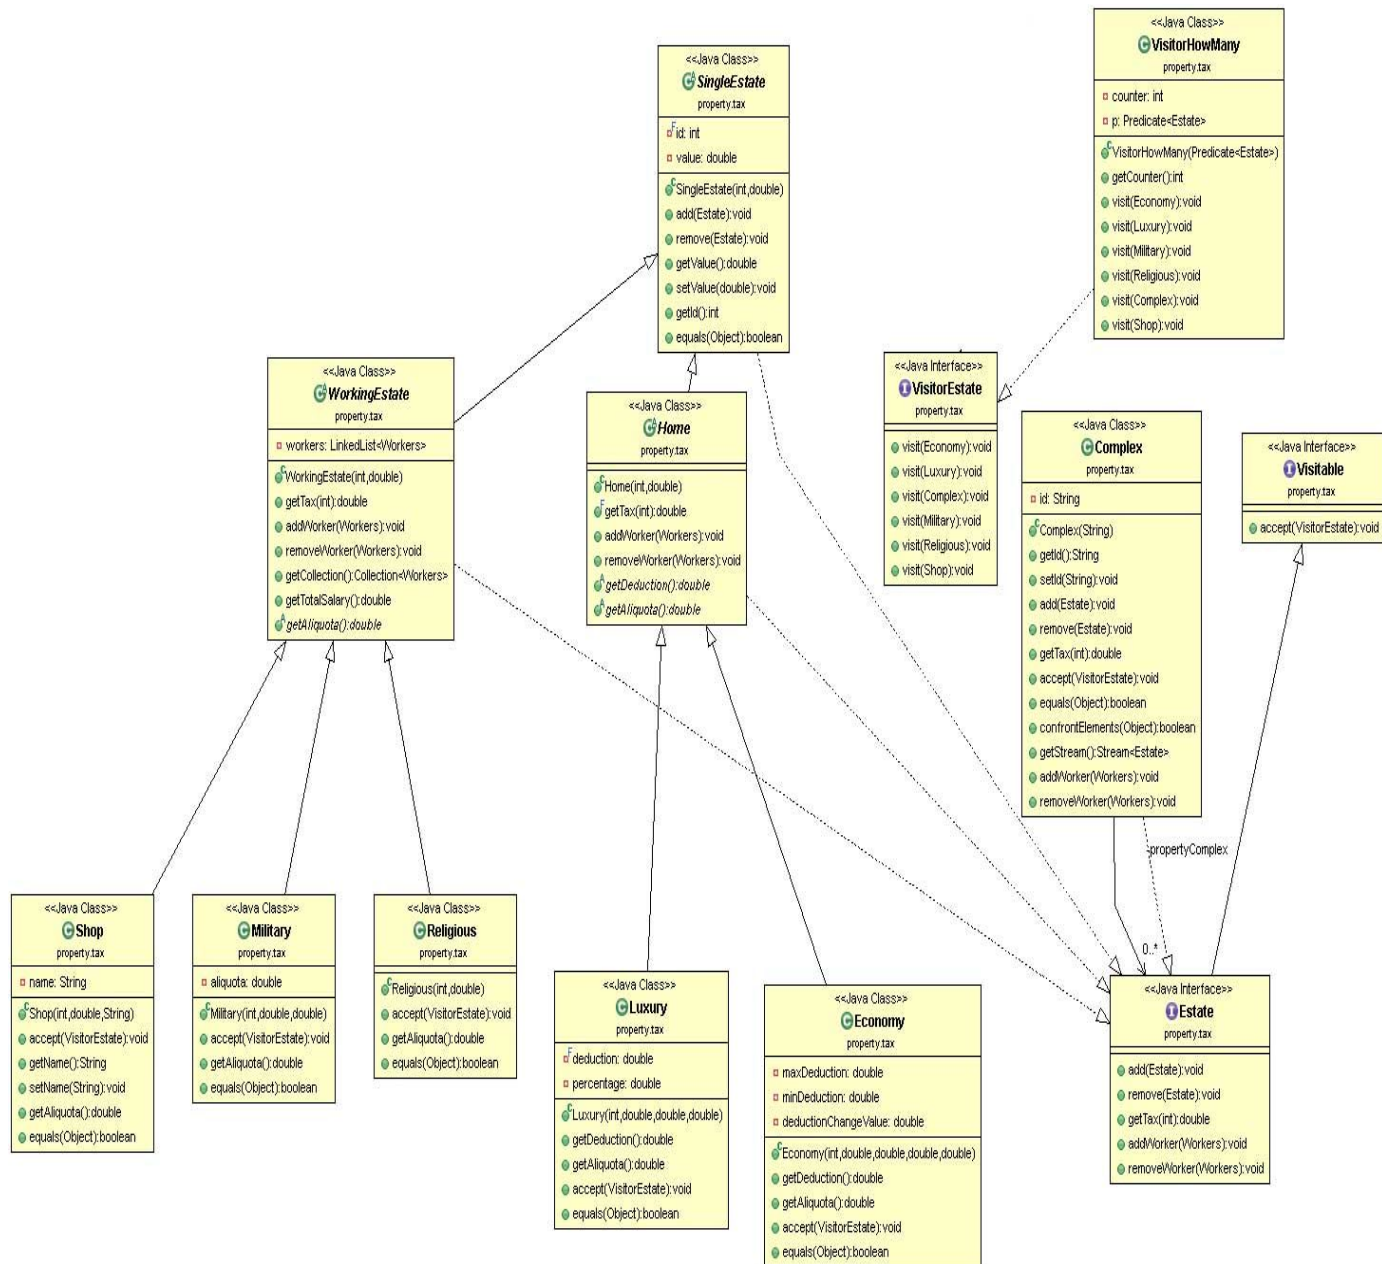 <<Java Class>>
SingleEstate
property.tax
id: int
value: double
SingleEstate(int,double)
add(Estate):void
remove(Estate):void
getValue():double
setValue(double):void
getId():int
equals(Object):boolean
<<Java Class>>
VisitorHowMany
property.tax
counter: int
p: Predicate<Estate>
VisitorHowMany(Predicate<Estate>)
getCounter():int
visit(Economy):void
visit(Luxury):void
visit(Military):void
visit(Religious):void
visit(Complex):void
visit(Shop):void
<<Java Class>>
WorkingEstate
property.tax
workers: LinkedList<Workers>
WorkingEstate(int,double)
getTax(int):double
addWorker(Workers):void
removeWorker(Workers):void
getCollection():Collection<Workers>
getTotalSalary():double
getAliquota():double
<<Java Class>>
Home
property.tax
Home(int,double)
getTax(int):double
addWorker(Workers):void
removeWorker(Workers):void
getDeduction():double
getAliquota():double
<<Java Interface>>
VisitorEstate
property.tax
visit(Economy):void
visit(Luxury):void
visit(Complex):void
visit(Military):void
visit(Religious):void
visit(Shop):void
<<Java Class>>
Complex
property.tax
id: String
Complex(String)
getId():String
setId(String):void
add(Estate):void
remove(Estate):void
getTax(int):double
accept(VisitorEstate):void
equals(Object):boolean
confrontElements(Object):boolean
getStream():Stream<Estate>
addWorker(Workers):void
removeWorker(Workers):void
<<Java Interface>>
Visitable
property.tax
accept(VisitorEstate):void
-propertyComplex
0..*
<<Java Class>>
Shop
property.tax
name: String
Shop(int,double,String)
accept(VisitorEstate):void
getName():String
setName(String):void
getAliquota():double
equals(Object):boolean
<<Java Class>>
Military
property.tax
aliquota: double
Military(int,double,double)
accept(VisitorEstate):void
getAliquota():double
equals(Object):boolean
<<Java Class>>
Religious
property.tax
Religious(int,double)
accept(VisitorEstate):void
getAliquota():double
equals(Object):boolean
<<Java Class>>
Luxury
property.tax
deduction: double
percentage: double
Luxury(int,double,double,double)
getDeduction():double
getAliquota():double
accept(VisitorEstate):void
equals(Object):boolean
<<Java Class>>
Economy
property.tax
maxDeduction: double
minDeduction: double
deductionChangeValue: double
Economy(int,double,double,double,double)
getDeduction():double
getAliquota():double
accept(VisitorEstate):void
equals(Object):boolean
<<Java Interface>>
Estate
property.tax
add(Estate):void
remove(Estate):void
getTax(int):double
addWorker(Workers):void
removeWorker(Workers):void